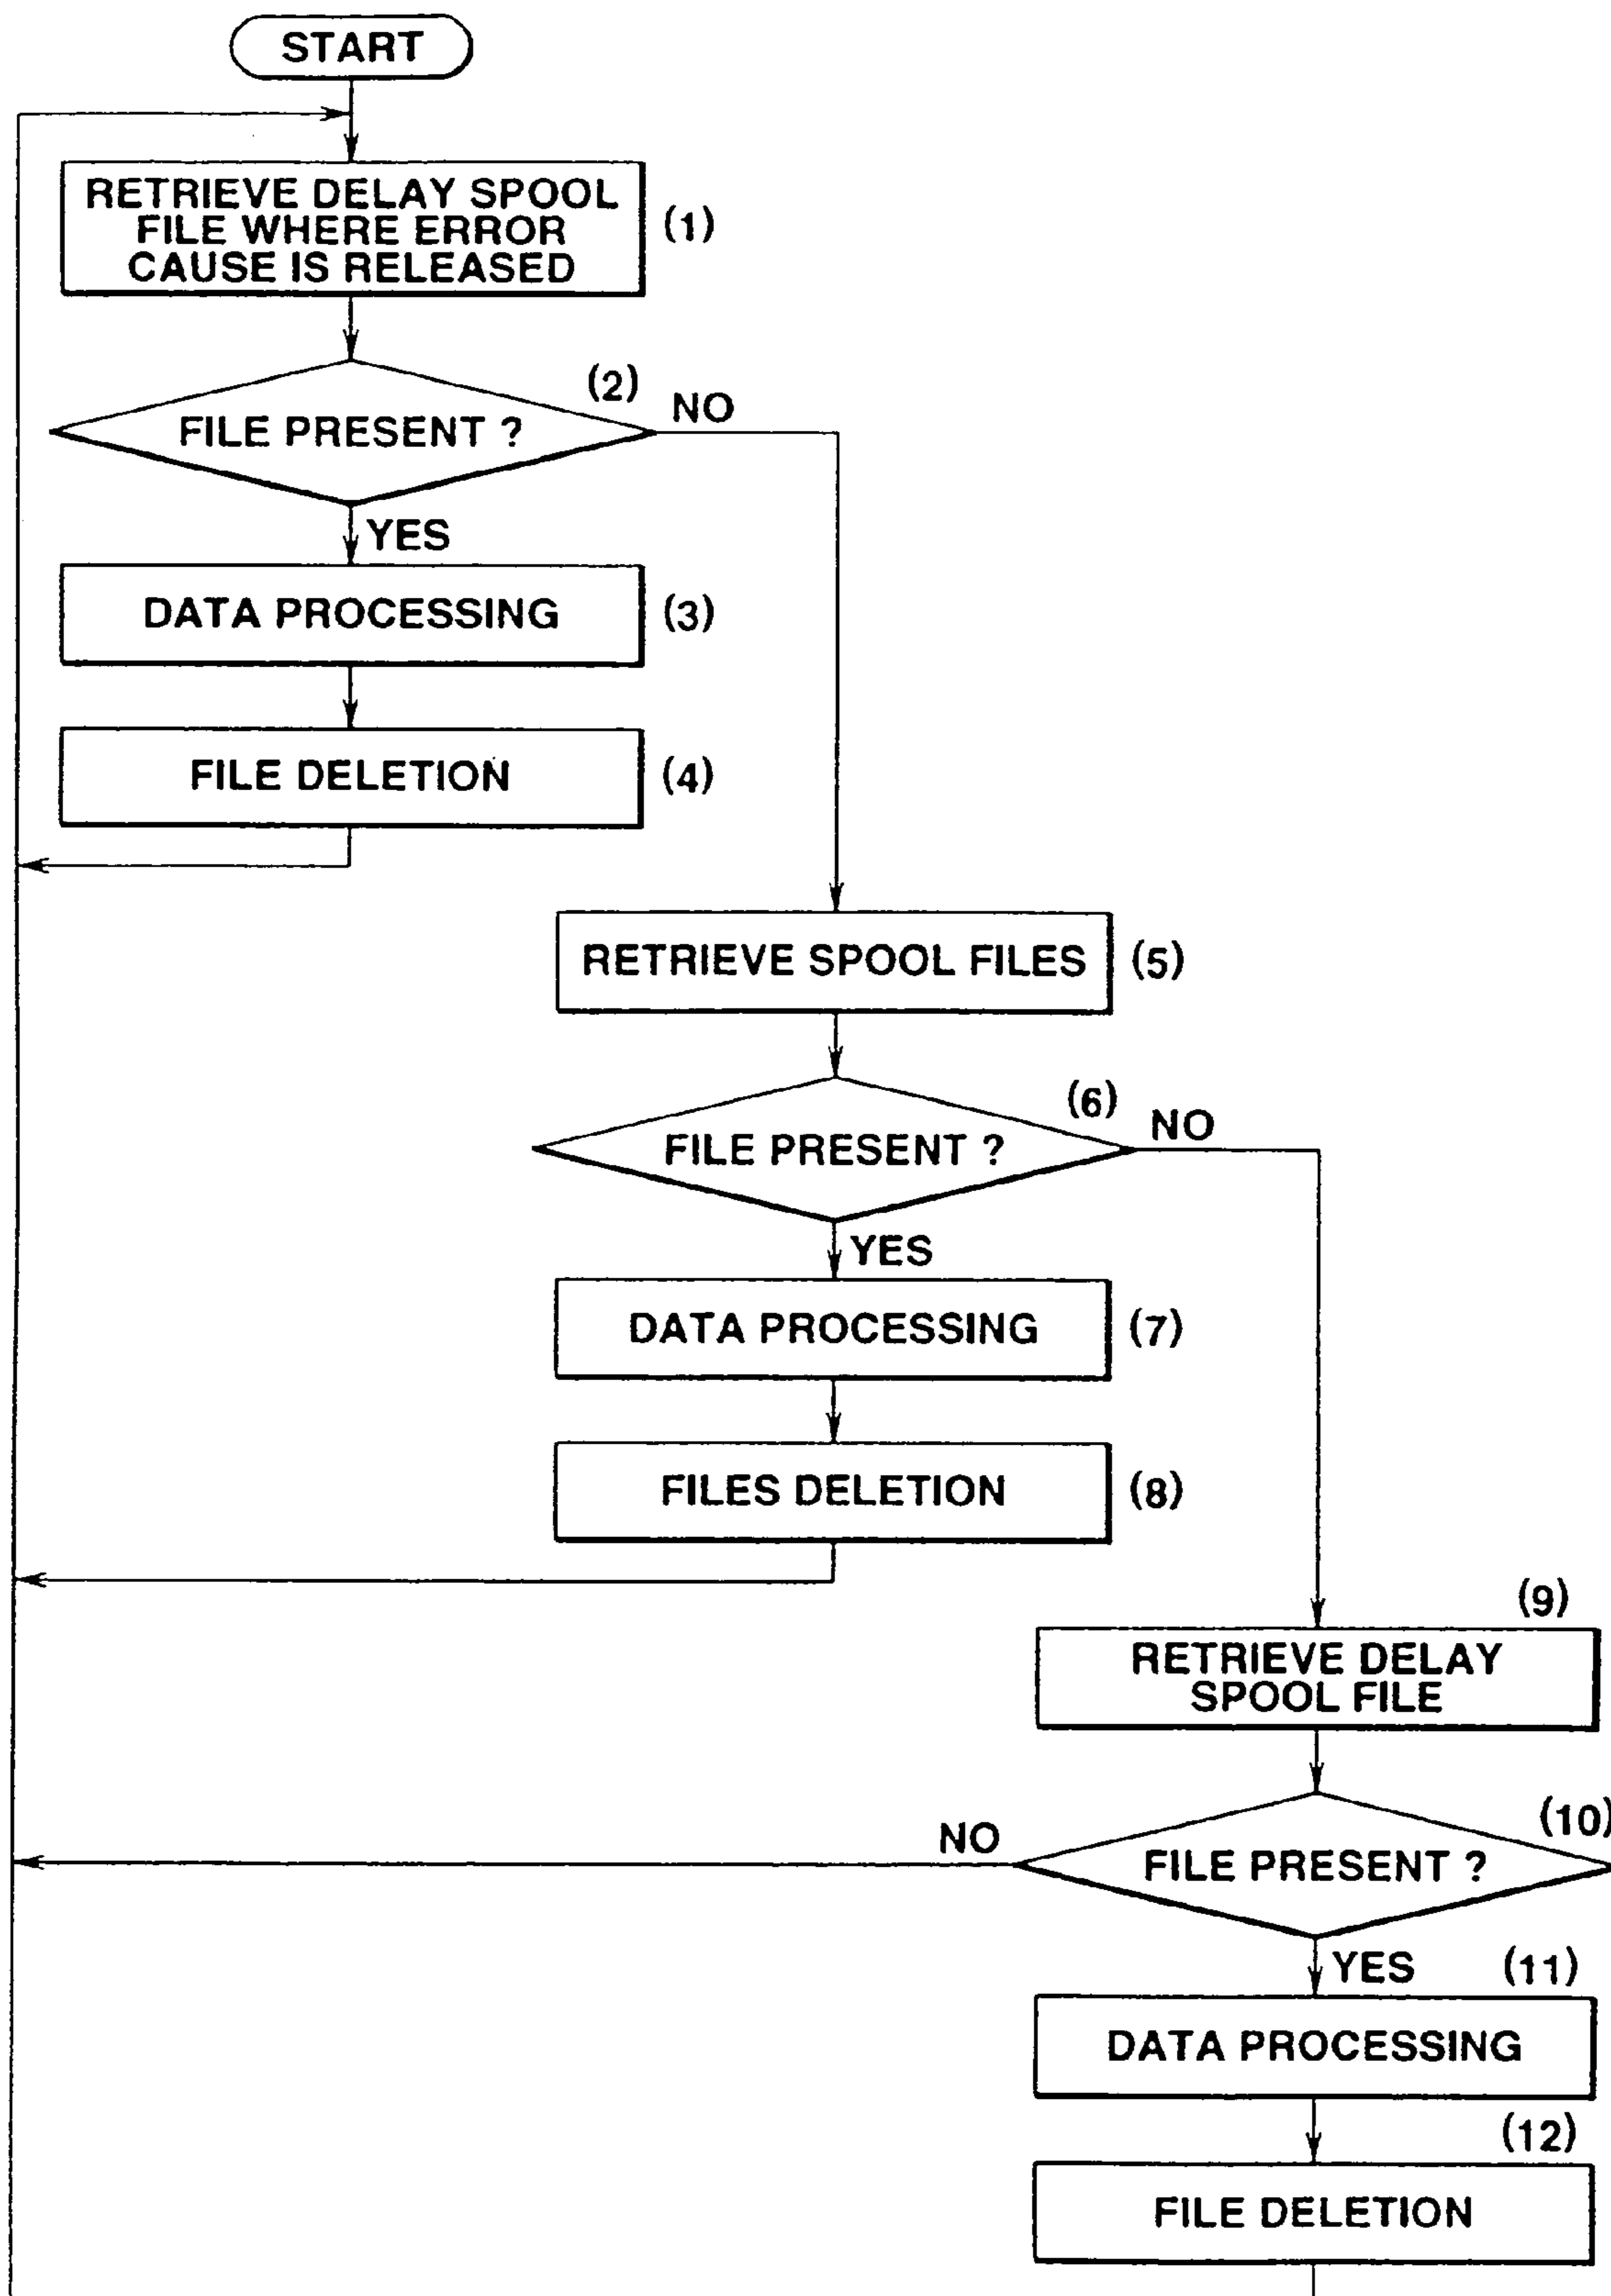 START
RETRIEVE DELAY SPOOL
FILE WHERE ERROR
CAUSE IS RELEASED
(1)
(2)
FILE PRESENT ?
NO
YES
DATA PROCESSING
(3)
FILE DELETION
(4)
RETRIEVE SPOOL FILES
(5)
(6)
FILE PRESENT ?
NO
YES
DATA PROCESSING
(7)
FILES DELETION
(8)
(9)
RETRIEVE DELAY
SPOOL FILE
(10)
FILE PRESENT ?
NO
YES
(11)
DATA PROCESSING
(12)
FILE DELETION